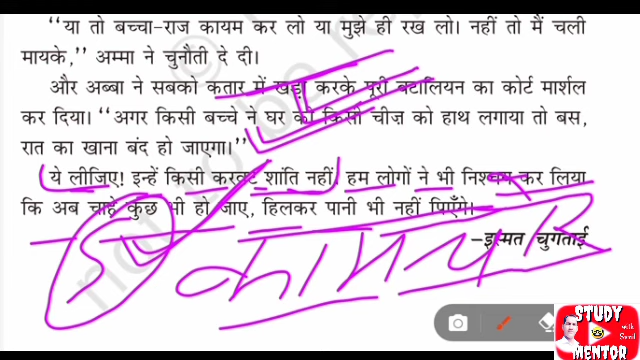 “या तो बच्चा-राज कायम कर लो या मुझे ही रख लो। नहीं तो मैं चली
मायके,” अम्मा ने चुनौती दे दी।
और अब्बा ने सबको कतार में खड़ा करके पूरी बटालियन का कोर्ट मार्शल
कर दिया। “अगर किसी बच्चे ने घर की किसी चीज़ को हाथ लगाया तो बस,
रात का खाना बंद हो जाएगा।”
ये लीजिए! इन्हें किसी करवट शांति नहीं। हम लोगों ने भी निश्चय कर लिया
कि अब चाहे कुछ भी हो जाए, हिलकर पानी भी नहीं पिएँगे।
–इस्मत चुगताई
STUDY
with
MENTOR